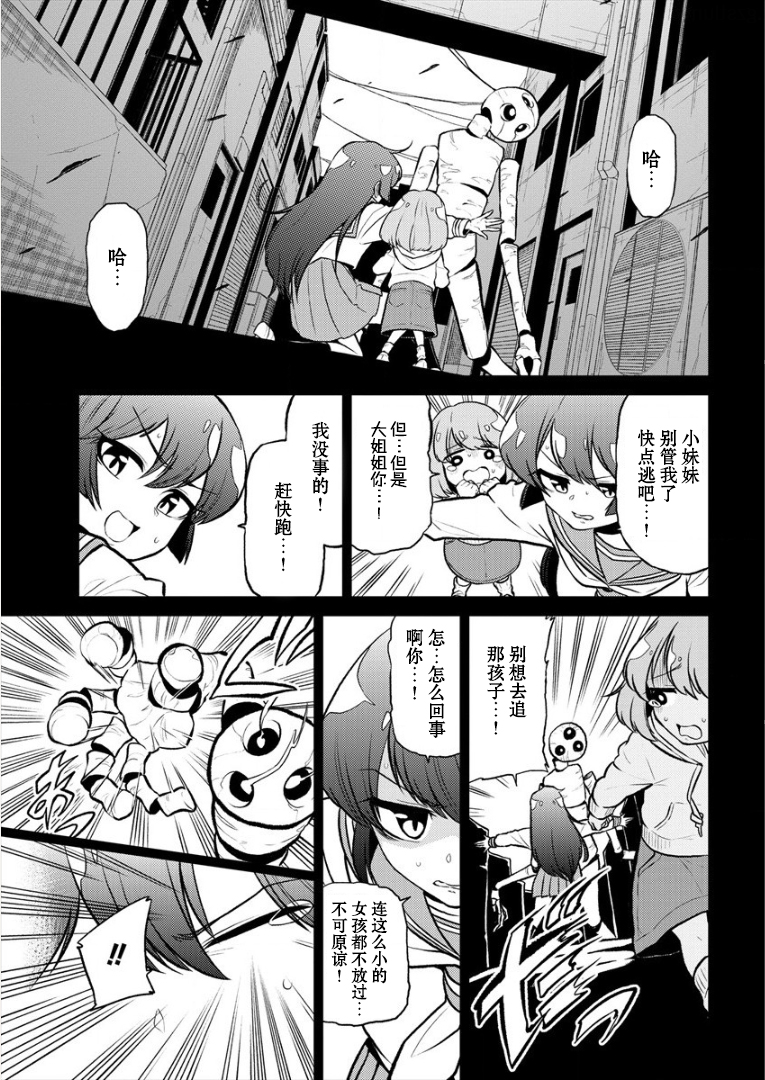 哈…
哈…
小妹妹
别管我了
快点逃吧…！
但…但是
大姐姐你…！
我没事的！
赶快跑…！
别想去追
那孩子…！
怎…怎么回事
啊你…！
连这么小的
女孩都不放过…
不可原谅！
!!